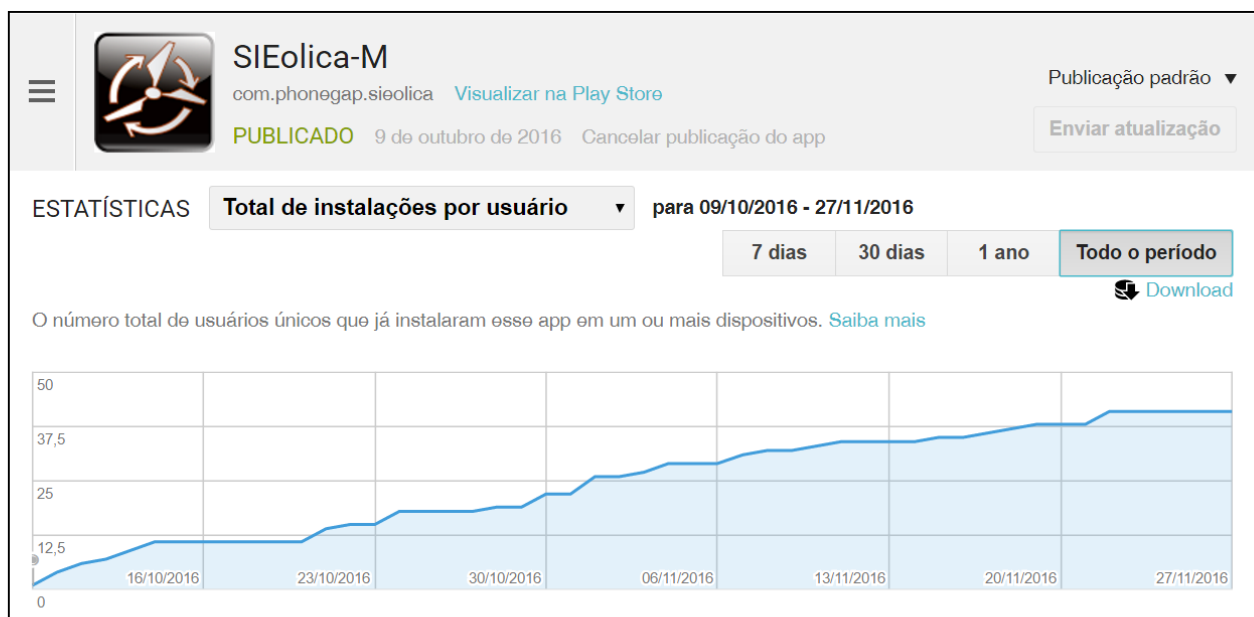 SIEolica-M
com.phonegap.sieolica Visualizar na Play Store
PUBLICADO 9 de outubro de 2016 Cancelar publicação do app
Publicação padrão
Enviar atualização
ESTATÍSTICAS Total de instalações por usuário para 09/10/2016 - 27/11/2016
7 dias 30 dias 1 ano Todo o período
Download
O número total de usuários únicos que já instalaram esse app em um ou mais dispositivos. Saiba mais
50
37,5
25
12,5
16/10/2016 23/10/2016 30/10/2016 06/11/2016 13/11/2016 20/11/2016 27/11/2016
0